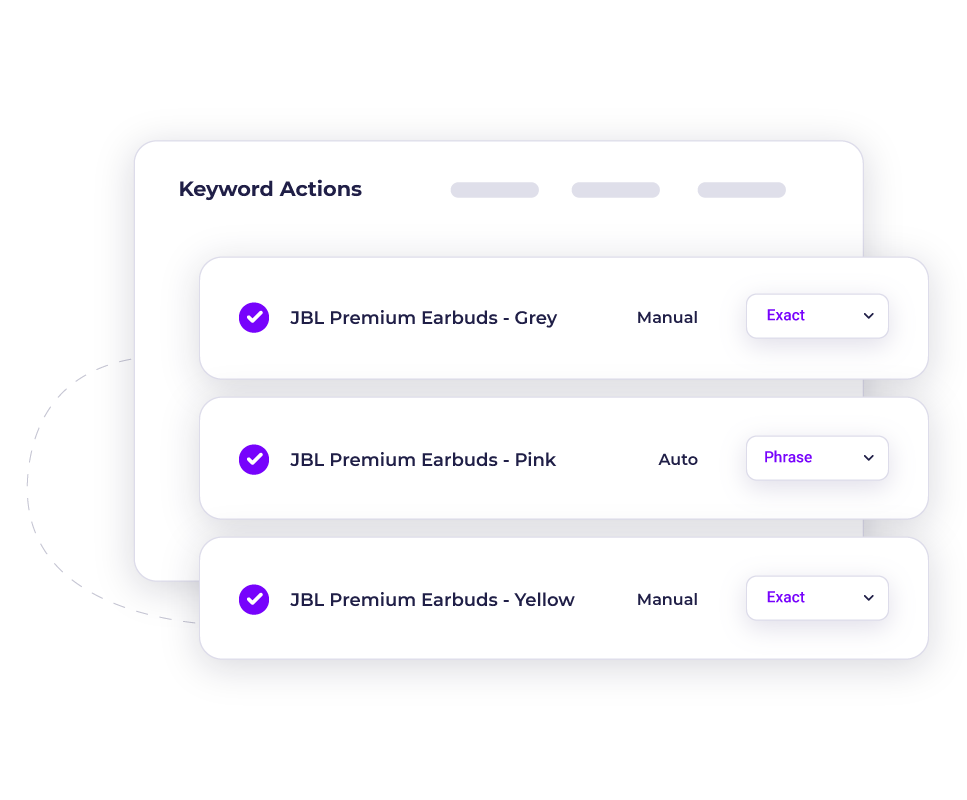 Keyword Actions
JBL Premium Earbuds - Grey Manual Exact
JBL Premium Earbuds - Pink Auto Phrase
JBL Premium Earbuds - Yellow Manual Exact